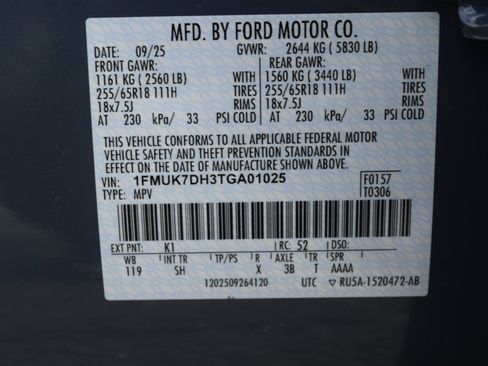 MFD. BY FORD MOTOR CO.
DATE: 09/25 GVWR: 2644 KG ( 5830 LB)
FRONT GAWR: REAR GAWR:
1161 KG ( 2560 LB) WITH 1560 KG ( 3440 LB) WITH
255/65R18 111H TIRES 255/65R18 111H TIRES
18x7.5J RIMS 18x7.5J RIMS
AT 230 kPa/ 33 PSI COLD AT 230 kPa/ 33 PSI COLD
THIS VEHICLE CONFORMS TO ALL APPLICABLE FEDERAL MOTOR
VEHICLE SAFETY AND THEFT PREVENTION STANDARDS IN
EFFECT ON THE DATE OF MANUFACTURE SHOWN ABOVE.
VIN: 1FMUK7DH3TGA01025 F0157
TYPE: MPV T0306
EXT PNT: K1 RC: 52 DSO:
WB INT TR TP/PS R AXLE TR SPR
119 SH X 3B T AAAA
1202509264120 UTC ▽ RU5A-1520472-AB